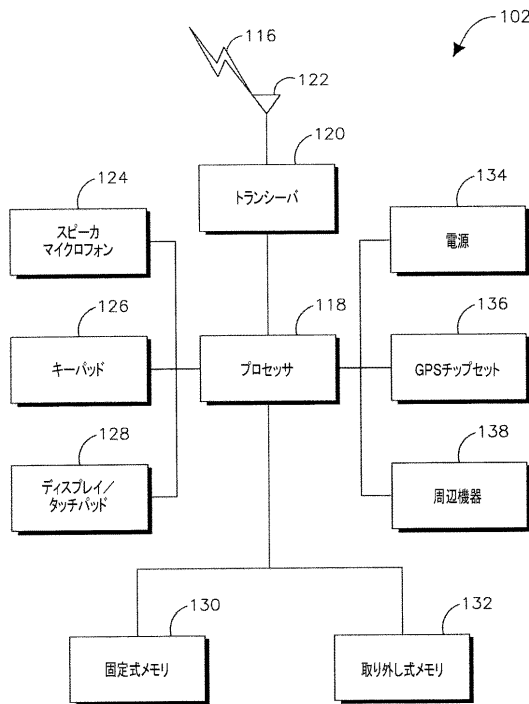 116
102
122
120
トランシーバ
124
スピーカ
マイクロフォン
134
電源
126
キーパッド
118
プロセッサ
136
GPSチップセット
128
ディスプレイ／
タッチパッド
138
周辺機器
130
固定式メモリ
132
取り外し式メモリ